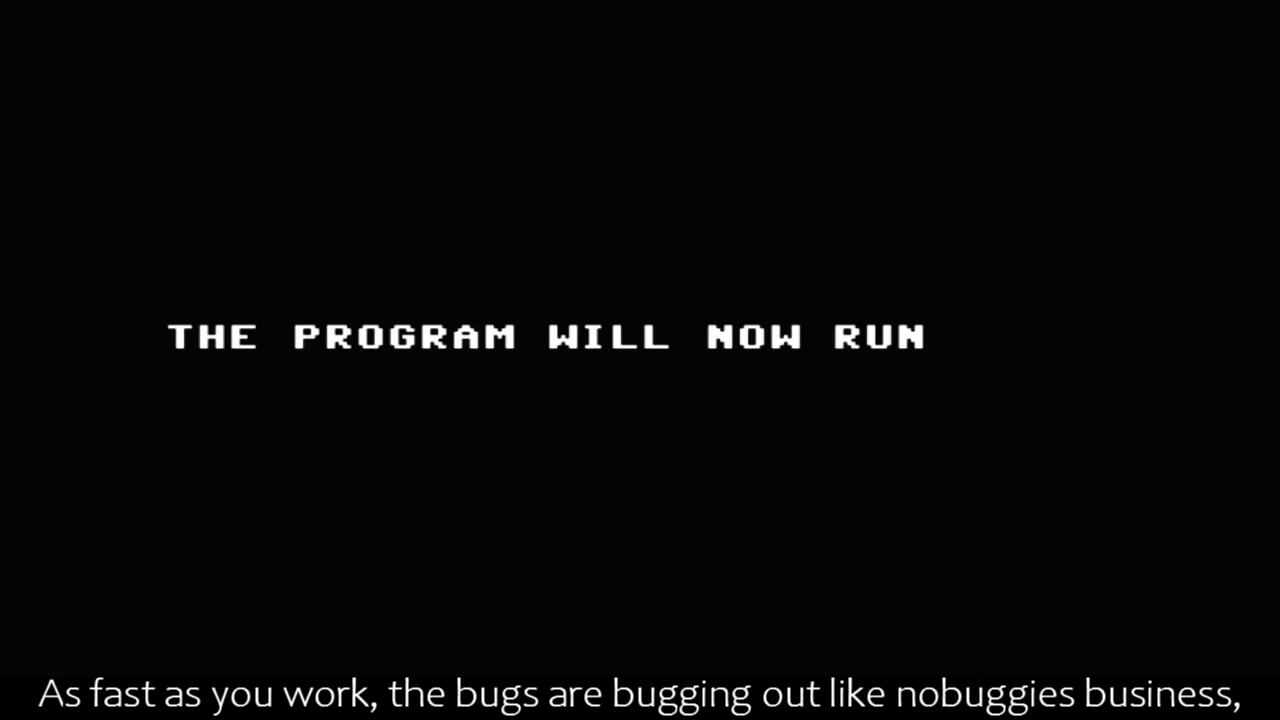 THE PROGRAM WILL NOW RUN
As fast as you work, the bugs are bugging out like nobuggies business,